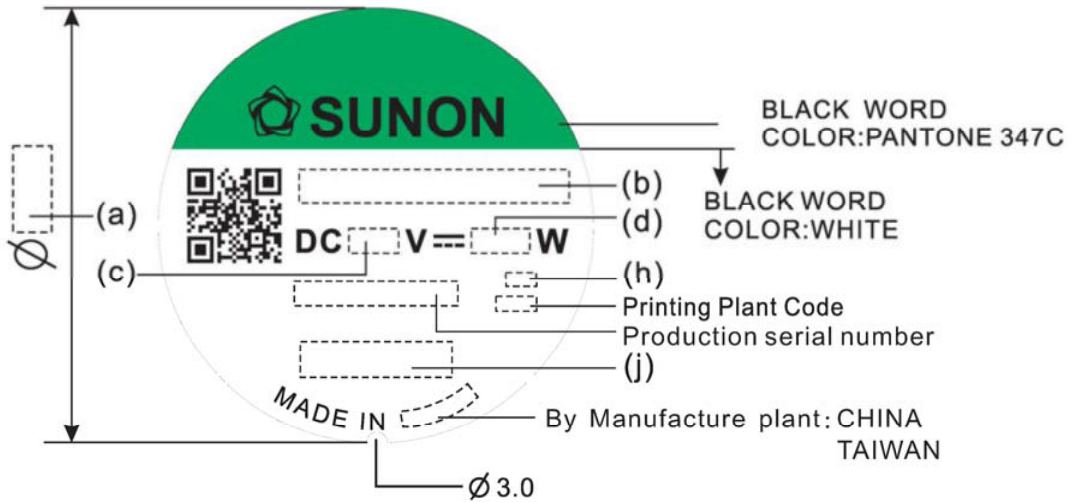 SUNON
BLACK WORD
COLOR:PANTONE 347C
(a)
(b)
BLACK WORD
COLOR:WHITE
(d)
DC V W
(c)
(h)
Printing Plant Code
Production serial number
(j)
MADE IN
By Manufacture plant: CHINA
TAIWAN
Ø
Ø 3.0